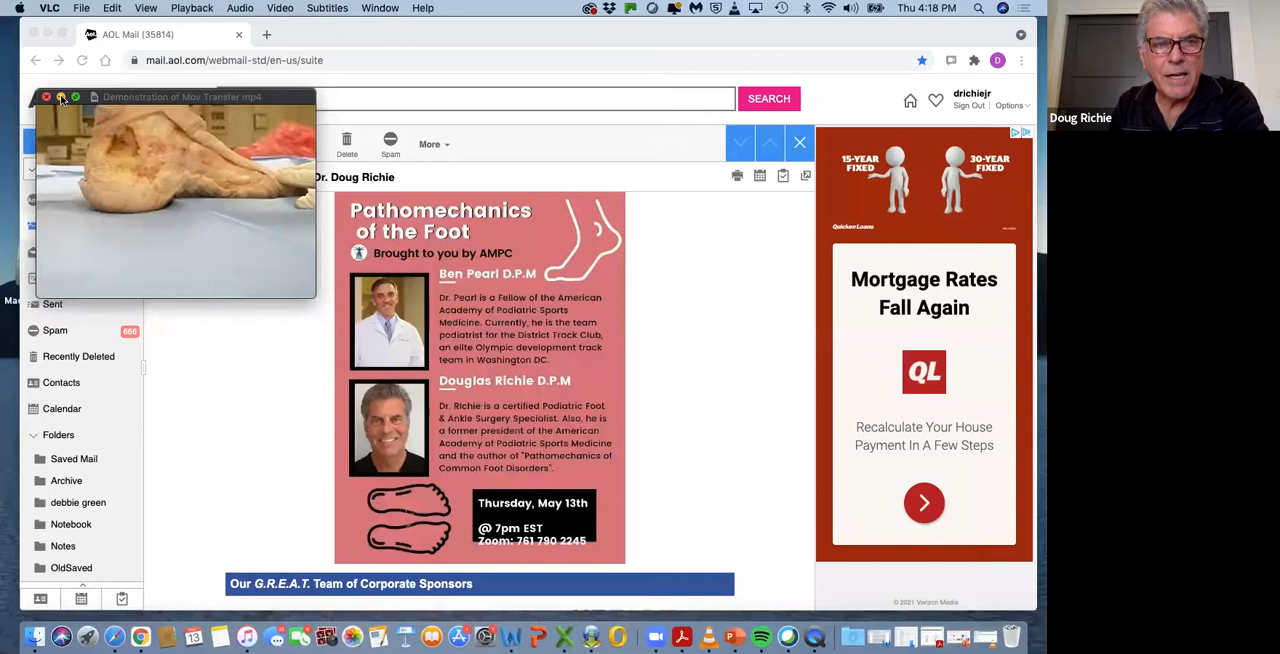 VLC File Edit View Playback Audio Video Subtitles Window Help
Thu 4:18 PM
AOL Mail (35814)
mail.aol.com/webmail-std/en-us/suite
Demonstration of Mov Transfer.mp4
SEARCH
drichiejr
Sign Out Options
Delete
Spam
More
Dr. Doug Richie
Pathomechanics
of the Foot
Brought to you by AMPC
Ben Pearl D.P.M
Dr. Pearl is a Fellow of the American
Academy of Podiatric Sports
Medicine. Currently, he is the team
podiatrist for the District Track Club,
an elite Olympic development track
team in Washington DC.
Douglas Richie D.P.M
Dr. Richie is a certified Podiatric Foot
& Ankle Surgery Specialist. Also, he is
a former president of the American
Academy of Podiatric Sports Medicine
and the author of "Pathomechanics of
Common Foot Disorders".
Thursday, May 13th
@ 7pm EST
Zoom: 761 790 2245
Our G.R.E.A.T. Team of Corporate Sponsors
Sent
Spam
666
Recently Deleted
Contacts
Calendar
Folders
Saved Mail
Archive
debbie green
Notebook
Notes
OldSaved
15-YEAR
FIXED
30-YEAR
FIXED
Quicken Loans
Mortgage Rates
Fall Again
QL
Recalculate Your House
Payment In A Few Steps
© 2021 Verizon Media
Doug Richie
13